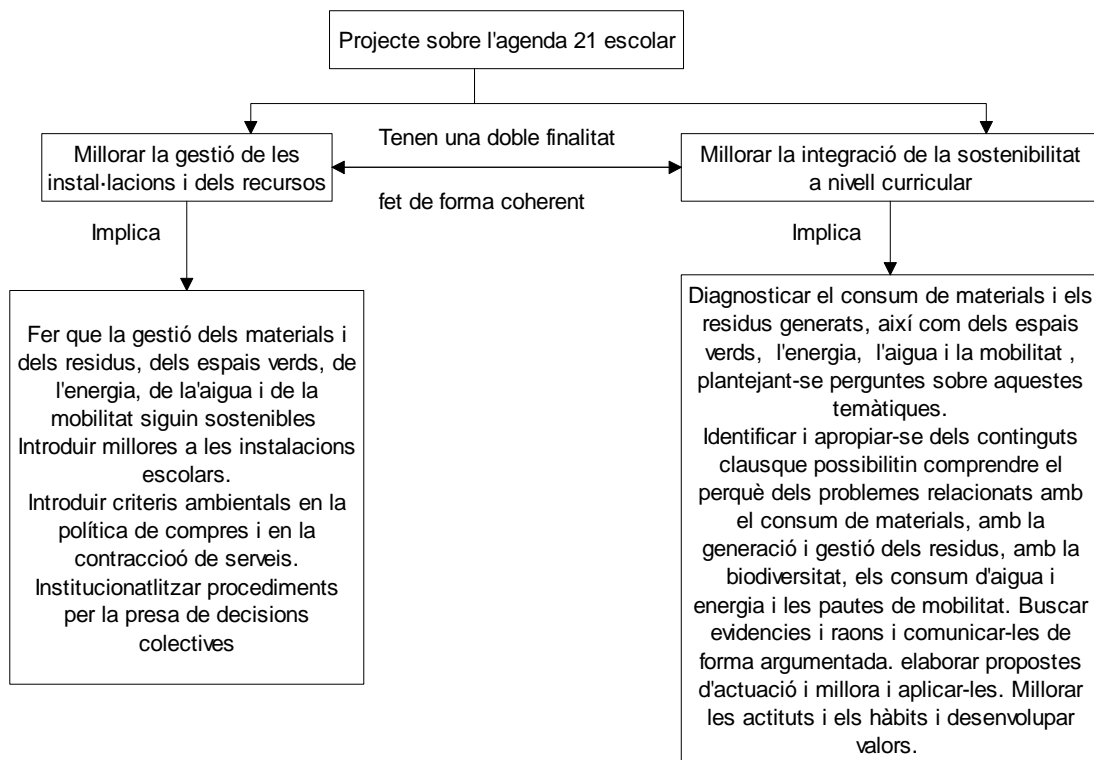 Projecte sobre l'agenda 21 escolar
Tenen una doble finalitat
fet de forma coherent
Millorar la gestió de les
instal·lacions i dels recursos
Millorar la integració de la sostenibilitat
a nivell curricular
Implica
Implica
Fer que la gestió dels materials i
dels residus, dels espais verds, de
l'energia, de la'aigua i de la
mobilitat siguin sostenibles
Introduir millores a les instalacions
escolars.
Introduir criteris ambientals en la
política de compres i en la
contraccioó de serveis.
Institucionatlitzar procediments
per la presa de decisions
colectives
Diagnosticar el consum de materials i els
residus generats, així com dels espais
verds, l'energia, l'aigua i la mobilitat ,
plantejant-se perguntes sobre aquestes
temàtiques.
Identificar i apropiar-se dels continguts
clausque possibilitin comprendre el
perquè dels problemes relacionats amb
el consum de materials, amb la
generació i gestió dels residus, amb la
biodiversitat, els consum d'aigua i
energia i les pautes de mobilitat. Buscar
evidencies i raons i comunicar-les de
forma argumentada. elaborar propostes
d'actuació i millora i aplicar-les. Millorar
les actituts i els hàbits i desenvolupar
valors.